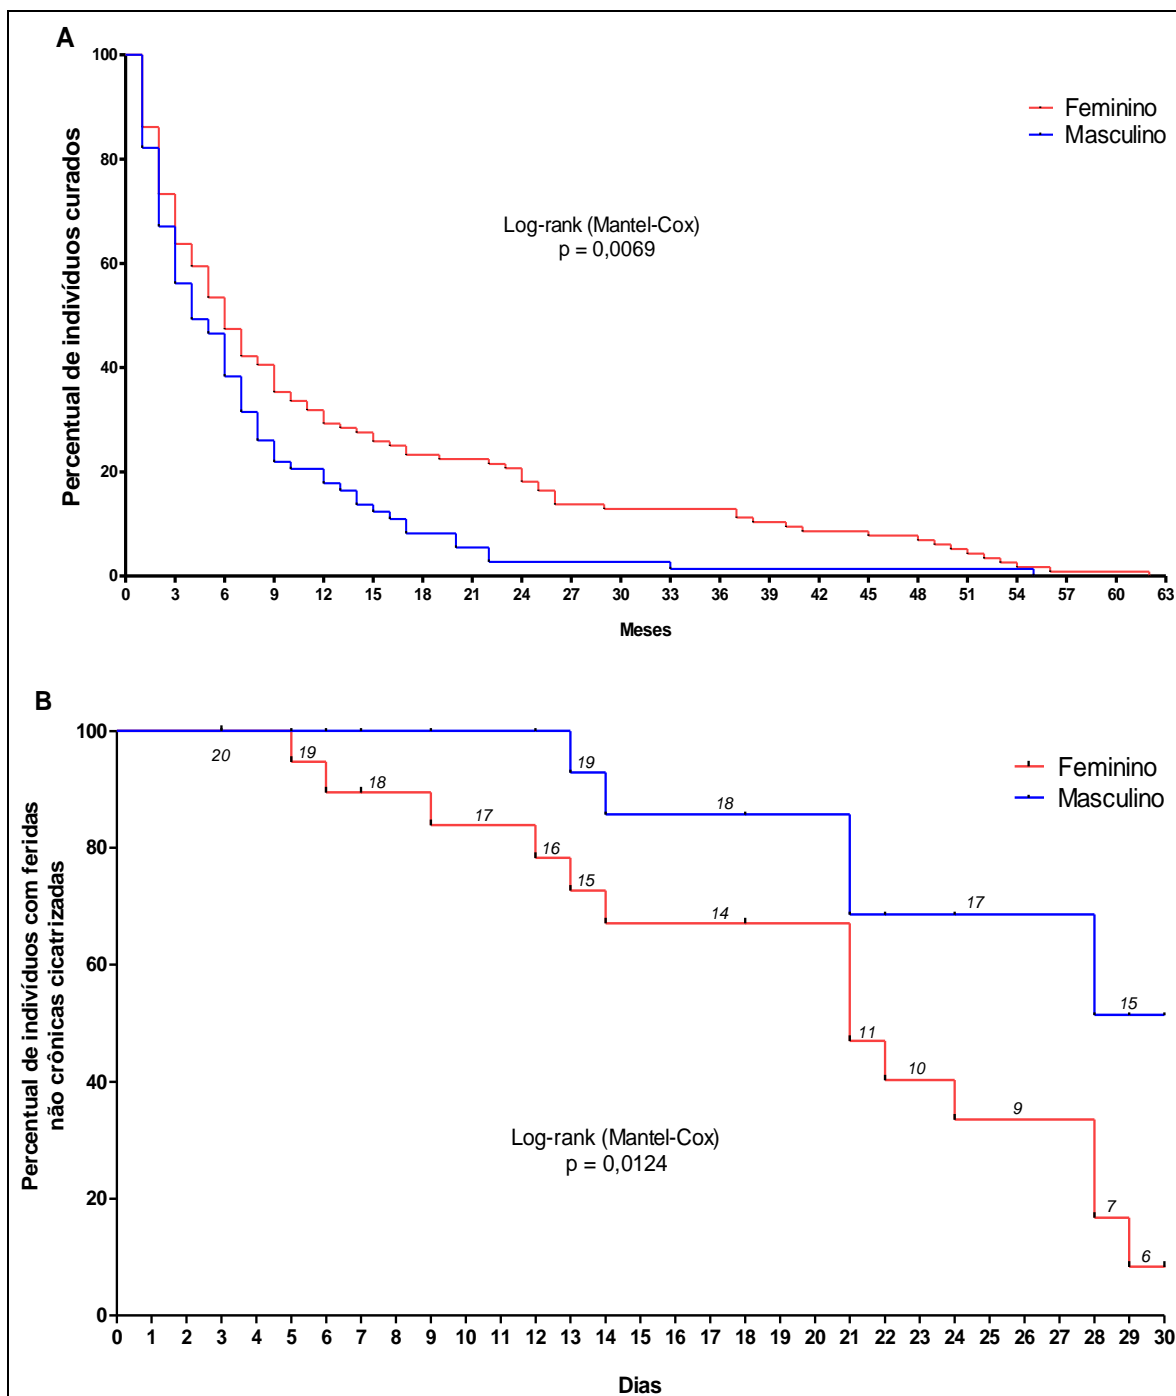 A
Percentual de indivíduos curados
100
80
60
40
20
0
Feminino
Masculino
Log-rank (Mantel-Cox)
p = 0,0069
0 3 6 9 12 15 18 21 24 27 30 33 36 39 42 45 48 51 54 57 60 63
Meses
B
Percentual de indivíduos com feridas
não crônicas cicatrizadas
100
80
60
40
20
0
Feminino
Masculino
20
19
18
17
16
15
14
11
10
9
7
6
19
18
17
15
Log-rank (Mantel-Cox)
p = 0,0124
0 1 2 3 4 5 6 7 8 9 10 11 12 13 14 15 16 17 18 19 20 21 22 23 24 25 26 27 28 29 30
Dias